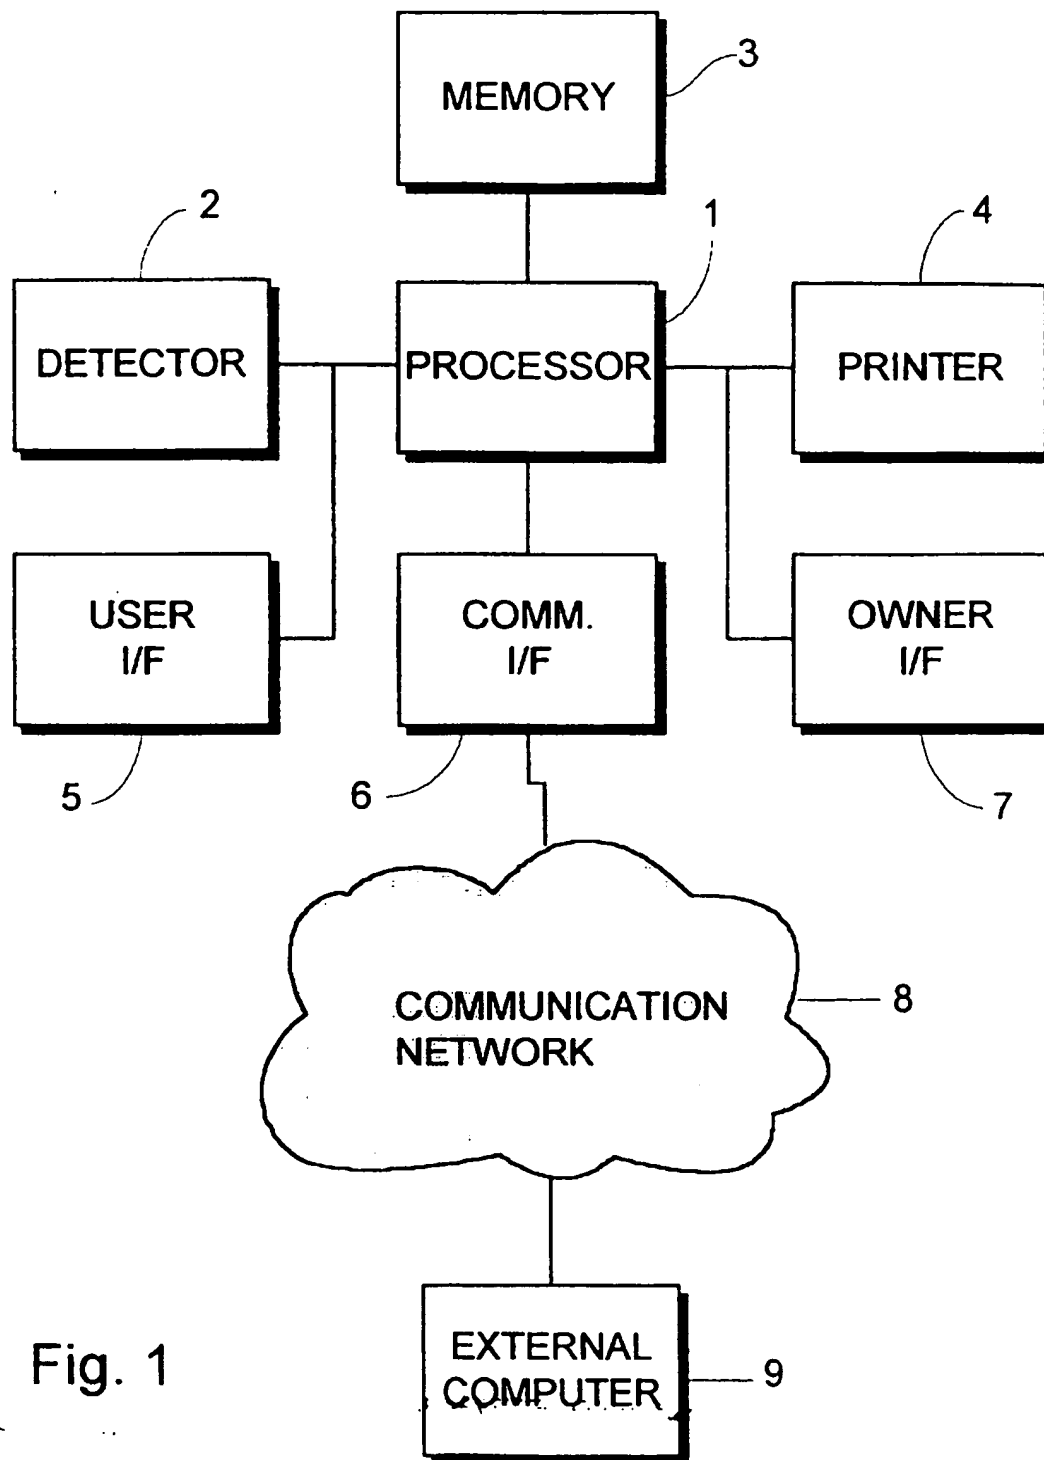 MEMORY
3
2
1
4
DETECTOR
PROCESSOR
PRINTER
USER
I/F
COMM.
I/F
OWNER
I/F
5
6
7
COMMUNICATION
NETWORK
8
EXTERNAL
COMPUTER
9
Fig. 1